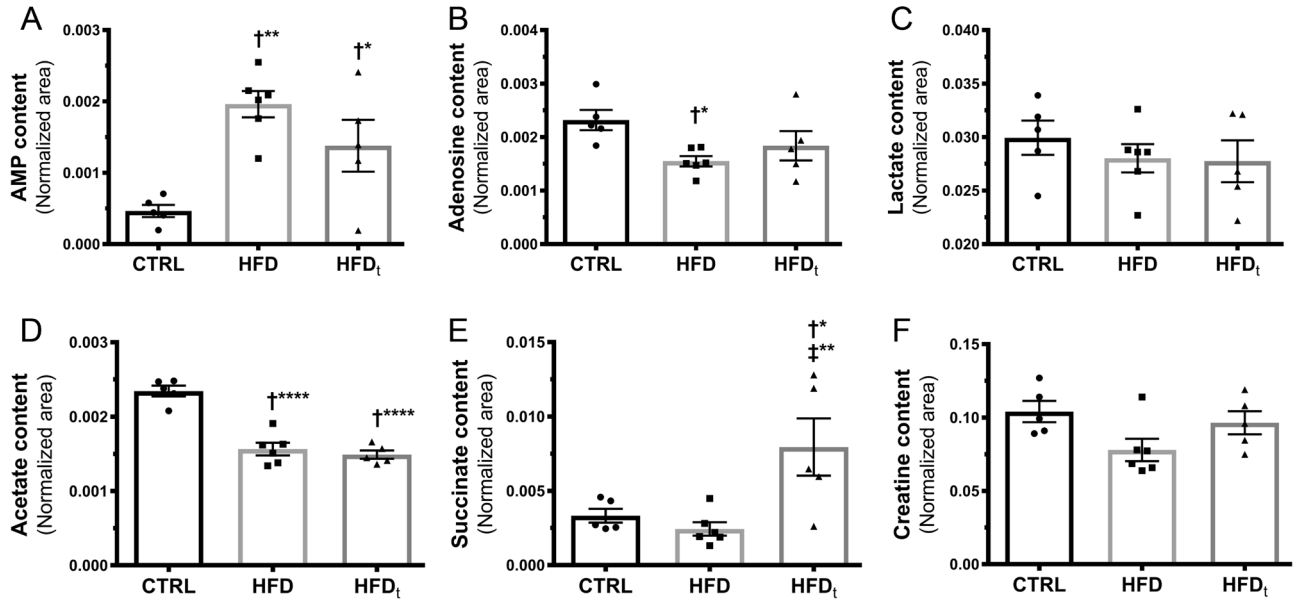 A
AMP content
(Normalized area)
0.003
0.002
0.001
0.000
†**
†*
CTRL
HFD
HFDt
B
Adenosine content
(Normalized area)
0.004
0.003
0.002
0.001
0.000
†*
CTRL
HFD
HFDt
C
Lactate content
(Normalized area)
0.040
0.035
0.030
0.025
0.020
CTRL
HFD
HFDt
D
Acetate content
(Normalized area)
0.003
0.002
0.001
0.000
†****
†****
CTRL
HFD
HFDt
E
Succinate content
(Normalized area)
0.015
0.010
0.005
0.000
†*
‡**
CTRL
HFD
HFDt
F
Creatine content
(Normalized area)
0.15
0.10
0.05
0.00
CTRL
HFD
HFDt